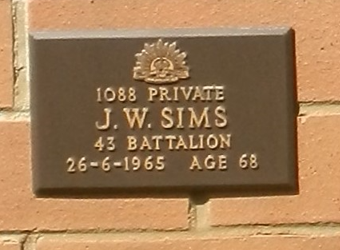 1088 PRIVATE
J. W. SIMS
43 BATTALION
26-6-1965 AGE 68